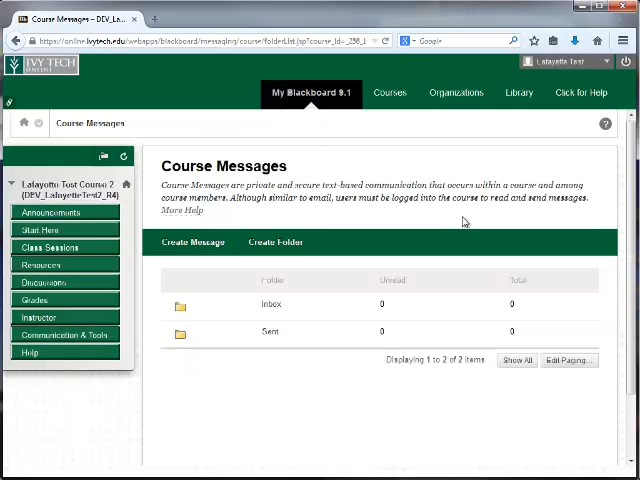 Course Messages – DEV_Laf...
https://online.ivytech.edu/webapps/blackboard/messaging/course/folderList.jsp?course_id=_256_1
Google
IVY TECH
ONLINE
Lafayette Test
My Blackboard 9.1
Courses
Organizations
Library
Click for Help
Course Messages
Lafayette Test Course 2
(DEV_LafayetteTest2_R4)
Announcements
Start Here
Class Sessions
Resources
Discussions
Grades
Instructor
Communication & Tools
Help
Course Messages
Course Messages are private and secure text-based communication that occurs within a course and among
course members. Although similar to email, users must be logged into the course to read and send messages.
More Help
Create Message
Create Folder
Folder Unread Total
Inbox 0 0
Sent 0 0
Displaying 1 to 2 of 2 items Show All Edit Paging...